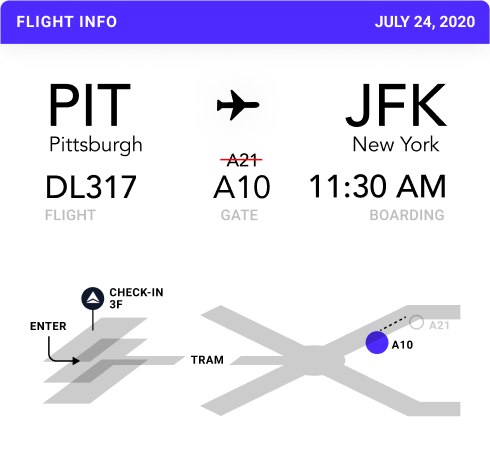 FLIGHT INFO
JULY 24, 2020
PIT
JFK
Pittsburgh
New York
A21
DL317
A10
11:30 AM
FLIGHT
GATE
BOARDING
CHECK-IN
3F
ENTER
A21
A10
TRAM